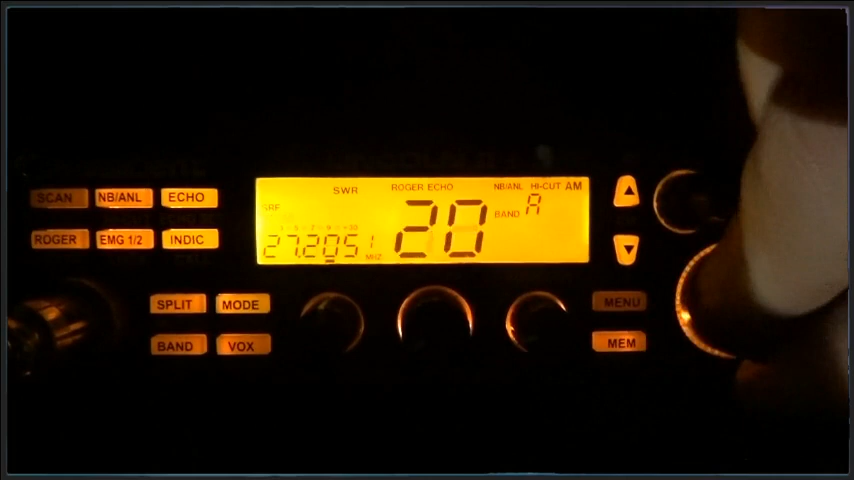 SWR ROGER ECHO NB/ANL HI-CUT AM
SCAN NB/ANL ECHO
SRF
BAND A
20
ROGER EMG 1/2 INDIC
27.2051 MHZ
SPLIT MODE
MENU
BAND VOX
MEM